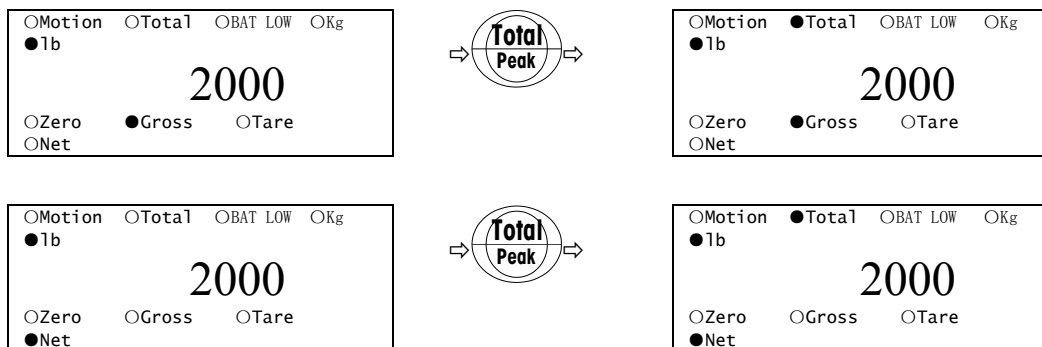 ○Motion ○Total ○BAT LOW ○Kg
●lb
2000
○Zero ●Gross ○Tare
○Net
⇨ Total ⇨
Peak
○Motion ●Total ○BAT LOW ○Kg
●lb
2000
○Zero ●Gross ○Tare
○Net
○Motion ○Total ○BAT LOW ○Kg
●lb
2000
○Zero ○Gross ○Tare
●Net
⇨ Total ⇨
Peak
○Motion ●Total ○BAT LOW ○Kg
●lb
2000
○Zero ○Gross ○Tare
●Net